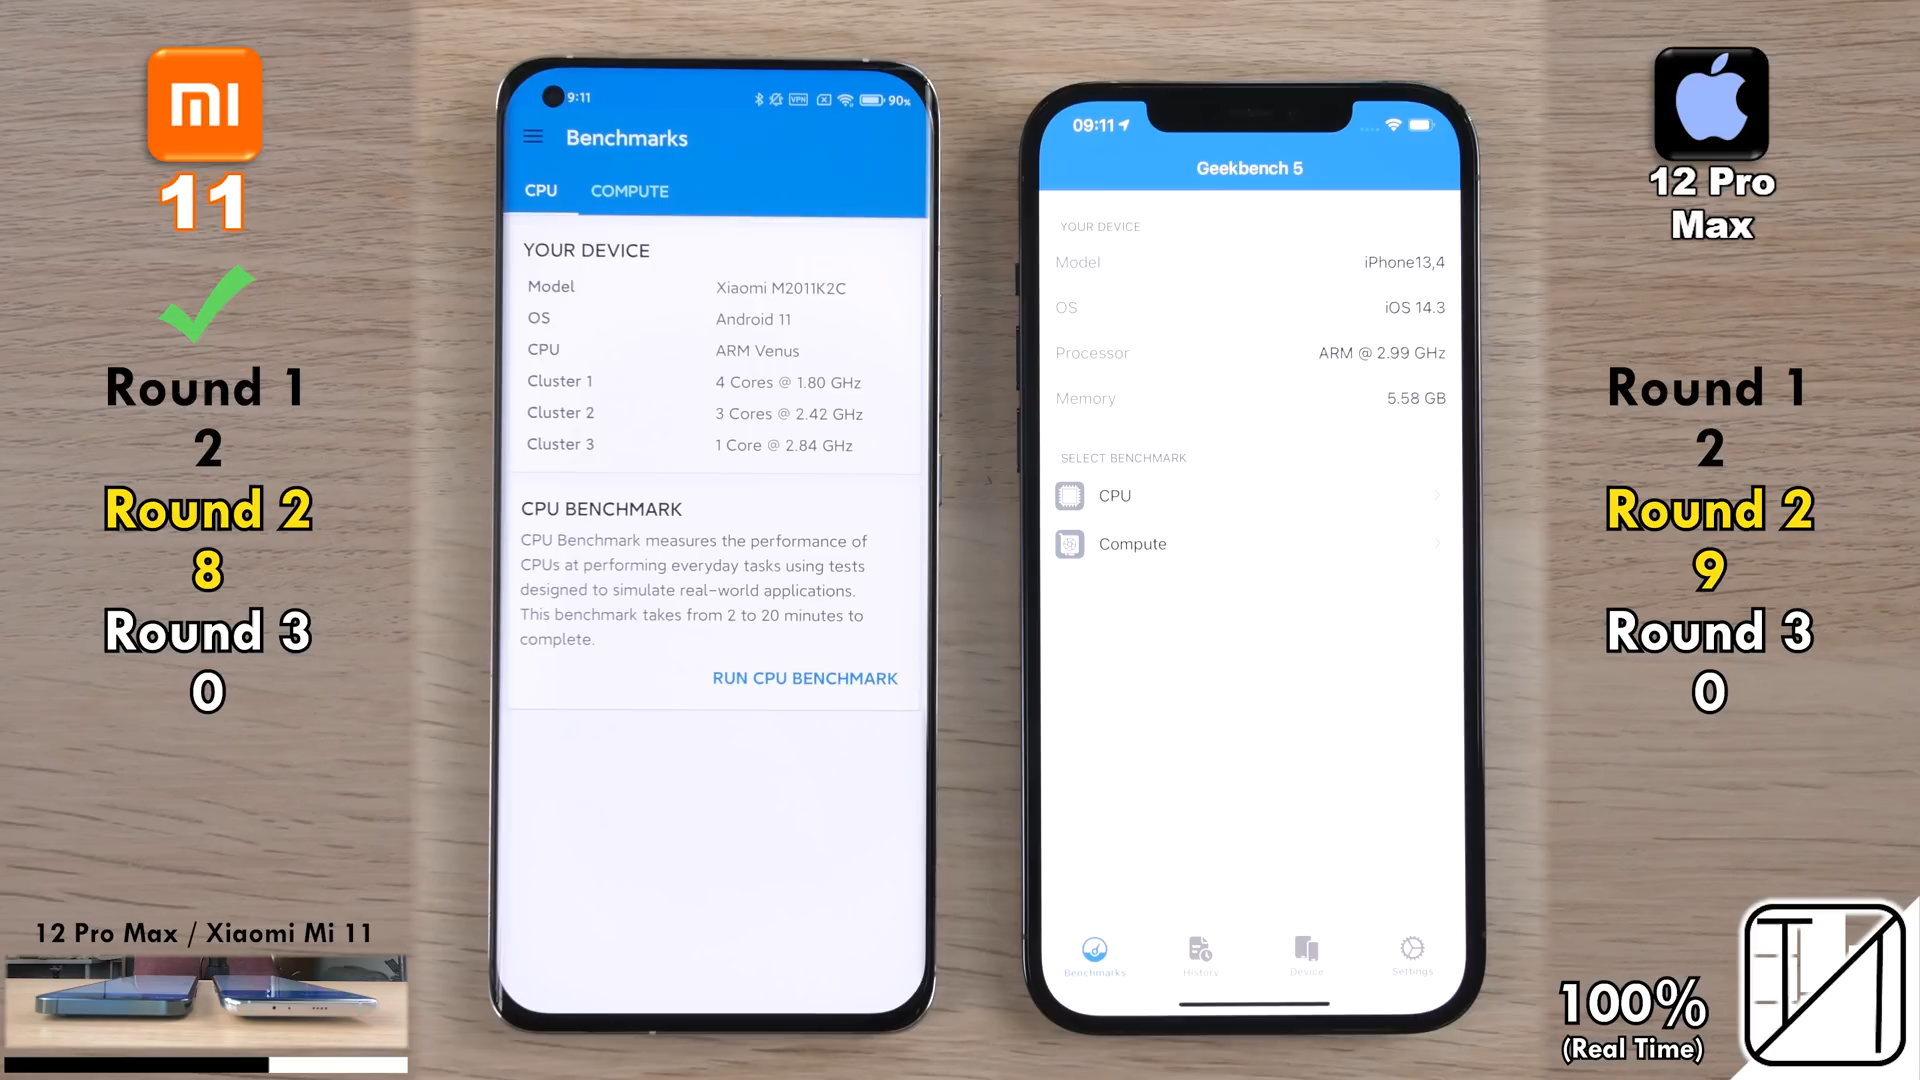 MI
11
Round 1
2
Round 2
8
Round 3
0
12 Pro Max / Xiaomi Mi 11
9:11
VPN
90%
Benchmarks
CPU
COMPUTE
YOUR DEVICE
Model
Xiaomi M2011K2C
OS
Android 11
CPU
ARM Venus
Cluster 1
4 Cores @ 1.80 GHz
Cluster 2
3 Cores @ 2.42 GHz
Cluster 3
1 Core @ 2.84 GHz
CPU BENCHMARK
CPU Benchmark measures the performance of
CPUs at performing everyday tasks using tests
designed to simulate real-world applications.
This benchmark takes from 2 to 20 minutes to
complete.
RUN CPU BENCHMARK
09:11
Geekbench 5
YOUR DEVICE
Model
iPhone13,4
OS
iOS 14.3
Processor
ARM @ 2.99 GHz
Memory
5.58 GB
SELECT BENCHMARK
CPU
Compute
Benchmarks
History
Device
Settings
12 Pro
Max
Round 1
2
Round 2
9
Round 3
0
100%
(Real Time)